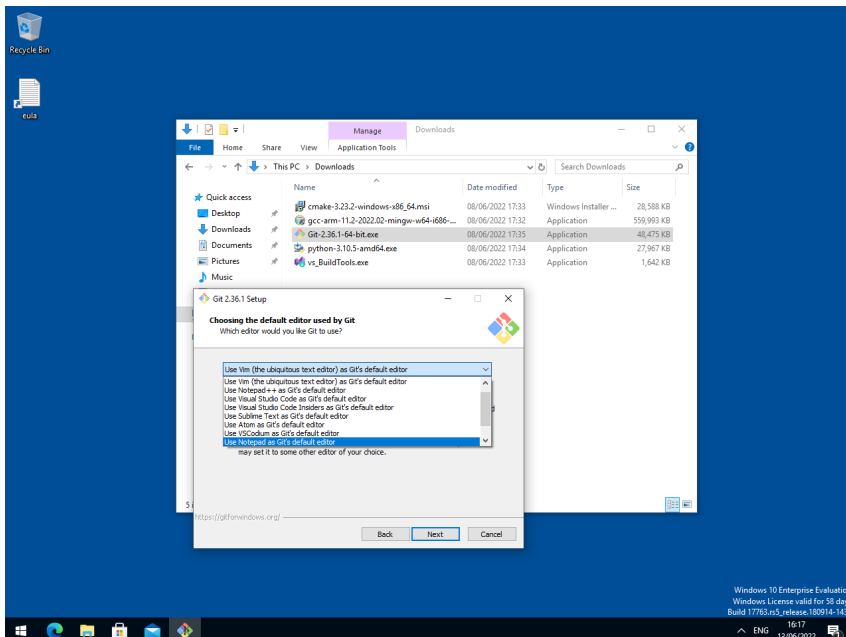 Recycle Bin
eula
Manage
Downloads
File
Home
Share
View
Application Tools
This PC > Downloads
Search Downloads
Name
Date modified
Type
Size
Quick access
Desktop
Downloads
Documents
Pictures
Music
cmake-3.23.2-windows-x86_64.msi 08/06/2022 17:33 Windows Installer ... 28,588 KB
gcc-arm-11.2-2022.02-mingw-w64-i686-... 08/06/2022 17:32 Application 559,993 KB
Git-2.36.1-64-bit.exe 08/06/2022 17:35 Application 48,475 KB
python-3.10.5-amd64.exe 08/06/2022 17:34 Application 27,967 KB
vs_BuildTools.exe 08/06/2022 17:33 Application 1,642 KB
Git 2.36.1 Setup
Choosing the default editor used by Git
Which editor would you like Git to use?
Use Vim (the ubiquitous text editor) as Git's default editor
Use Vim (the ubiquitous text editor) as Git's default editor
Use Notepad++ as Git's default editor
Use Visual Studio Code as Git's default editor
Use Visual Studio Code Insiders as Git's default editor
Use Sublime Text as Git's default editor
Use Atom as Git's default editor
Use VSCodium as Git's default editor
Use Notepad as Git's default editor
may set it to some other editor of your choice.
5 i
https://gitforwindows.org/
Back
Next
Cancel
Windows 10 Enterprise Evaluatio
Windows License valid for 58 da
Build 17763.rs5_release.180914-143
ENG
16:17